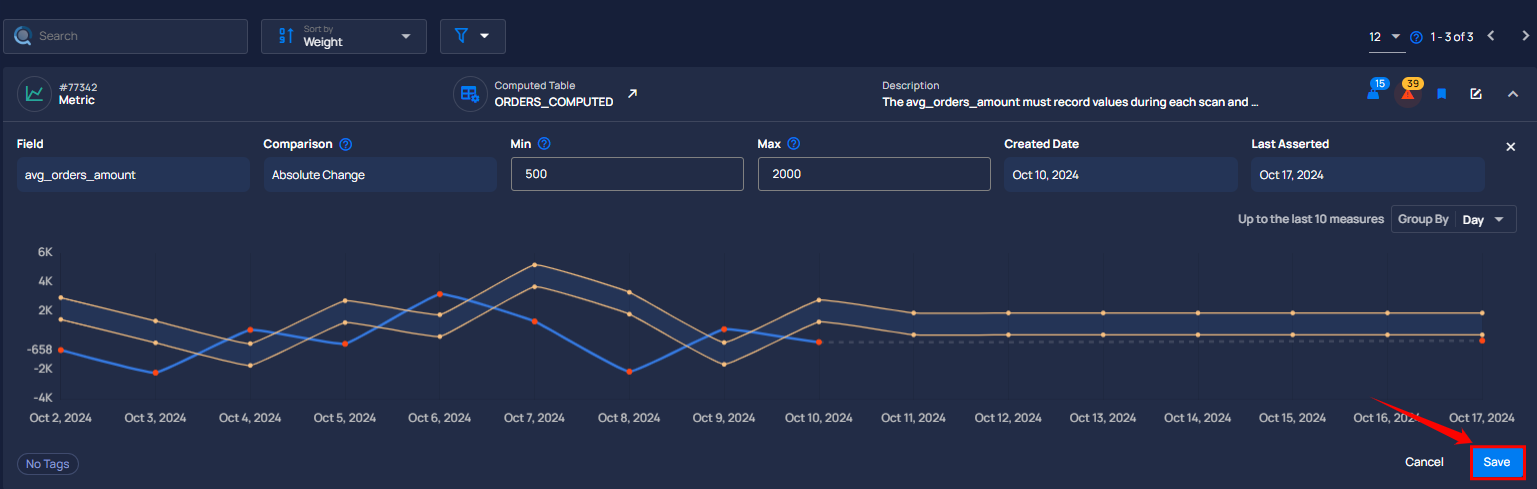 Search
Sort by
Weight
12
1 - 3 of 3
#77342
Metric
Computed Table
ORDERS_COMPUTED
Description
The avg_orders_amount must record values during each scan and ...
15
39
Field
Comparison
Min
Max
Created Date
Last Asserted
avg_orders_amount
Absolute Change
500
2000
Oct 10, 2024
Oct 17, 2024
Up to the last 10 measures
Group By
Day
6K
4K
2K
-658
-2K
-4K
Oct 2, 2024
Oct 3, 2024
Oct 4, 2024
Oct 5, 2024
Oct 6, 2024
Oct 7, 2024
Oct 8, 2024
Oct 9, 2024
Oct 10, 2024
Oct 11, 2024
Oct 12, 2024
Oct 13, 2024
Oct 14, 2024
Oct 15, 2024
Oct 16, 2024
Oct 17, 2024
No Tags
Cancel
Save